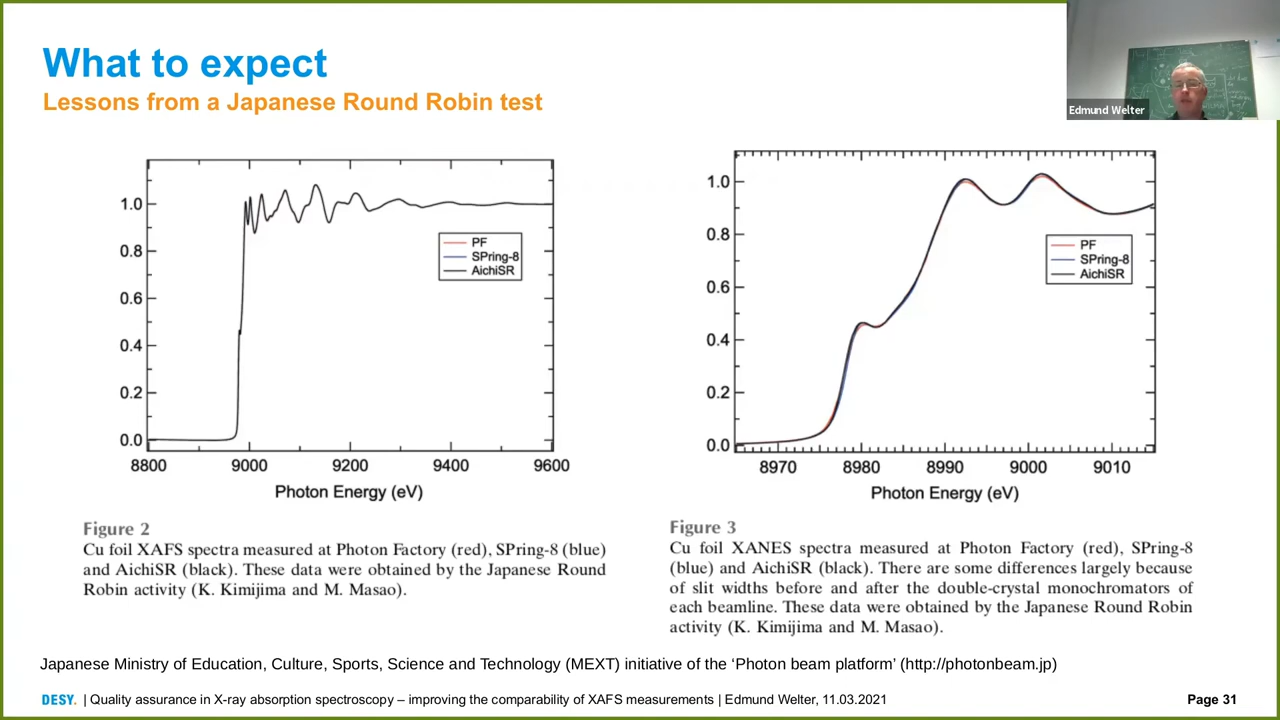 What to expect
Lessons from a Japanese Round Robin test
Edmund Welter
1.0
0.8
0.6
0.4
0.2
0.0
8800
9000
9200
9400
9600
Photon Energy (eV)
PF
SPring-8
AichiSR
Figure 2
Cu foil XAFS spectra measured at Photon Factory (red), SPring-8 (blue)
and AichiSR (black). These data were obtained by the Japanese Round
Robin activity (K. Kimijima and M. Masao).
1.0
0.8
0.6
0.4
0.2
0.0
8970
8980
8990
9000
9010
Photon Energy (eV)
PF
SPring-8
AichiSR
Figure 3
Cu foil XANES spectra measured at Photon Factory (red), SPring-8
(blue) and AichiSR (black). There are some differences largely because
of slit widths before and after the double-crystal monochromators of
each beamline. These data were obtained by the Japanese Round Robin
activity (K. Kimijima and M. Masao).
Japanese Ministry of Education, Culture, Sports, Science and Technology (MEXT) initiative of the ‘Photon beam platform’ (http://photonbeam.jp)
DESY. | Quality assurance in X-ray absorption spectroscopy – improving the comparability of XAFS measurements | Edmund Welter, 11.03.2021
Page 31